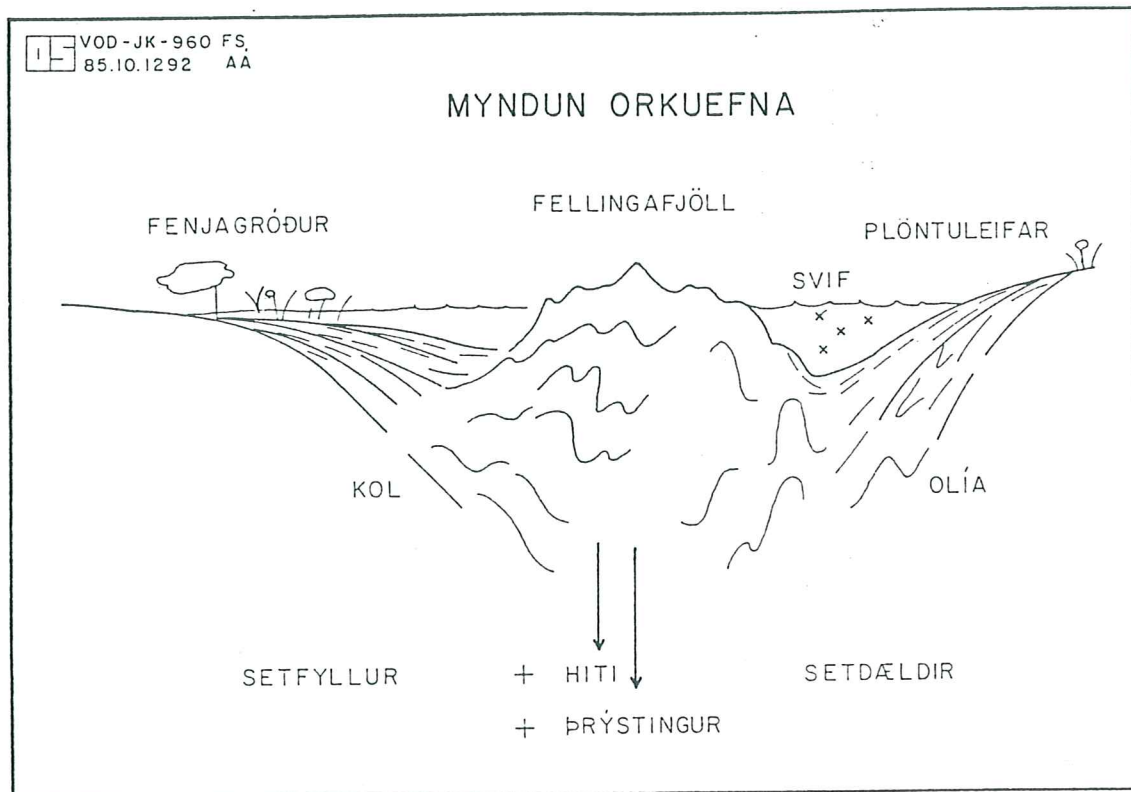 VOD-JK-960 FS
85.10.1292 AÁ
MYNDUN ORKUEFNA
FELLINGAFJÖLL
FENJAGRÓÐUR
PLÖNTULEIFAR
SVIF
KOL
OLÍA
SETFYLLUR
+ HITI
SETDÆLDIR
+ ÞRÝSTINGUR